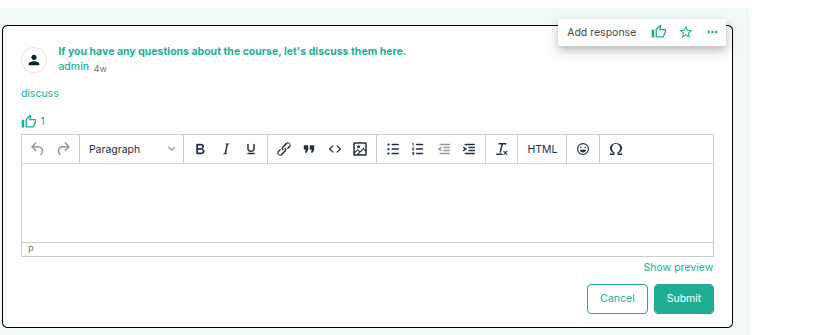 Add response
If you have any questions about the course, let's discuss them here.
admin 4w
discuss
1
Paragraph B I U HTML Ω
P
Show preview
Cancel Submit